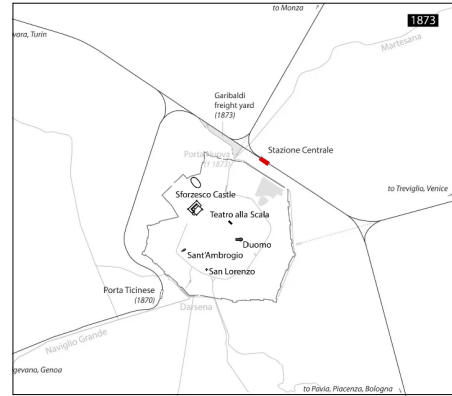 to Monza
1873
vara, Turin
Martesana
Garibaldi
freight yard
(1873)
Porta Nuova
Stazione Centrale
to Treviglio, Venice
Sforzesco Castle
Teatro alla Scala
Duomo
Sant'Ambrogio
San Lorenzo
Porta Ticinese
(1870)
Darsena
Naviglio Grande
gevano, Genoa
to Pavia, Piacenza, Bologna